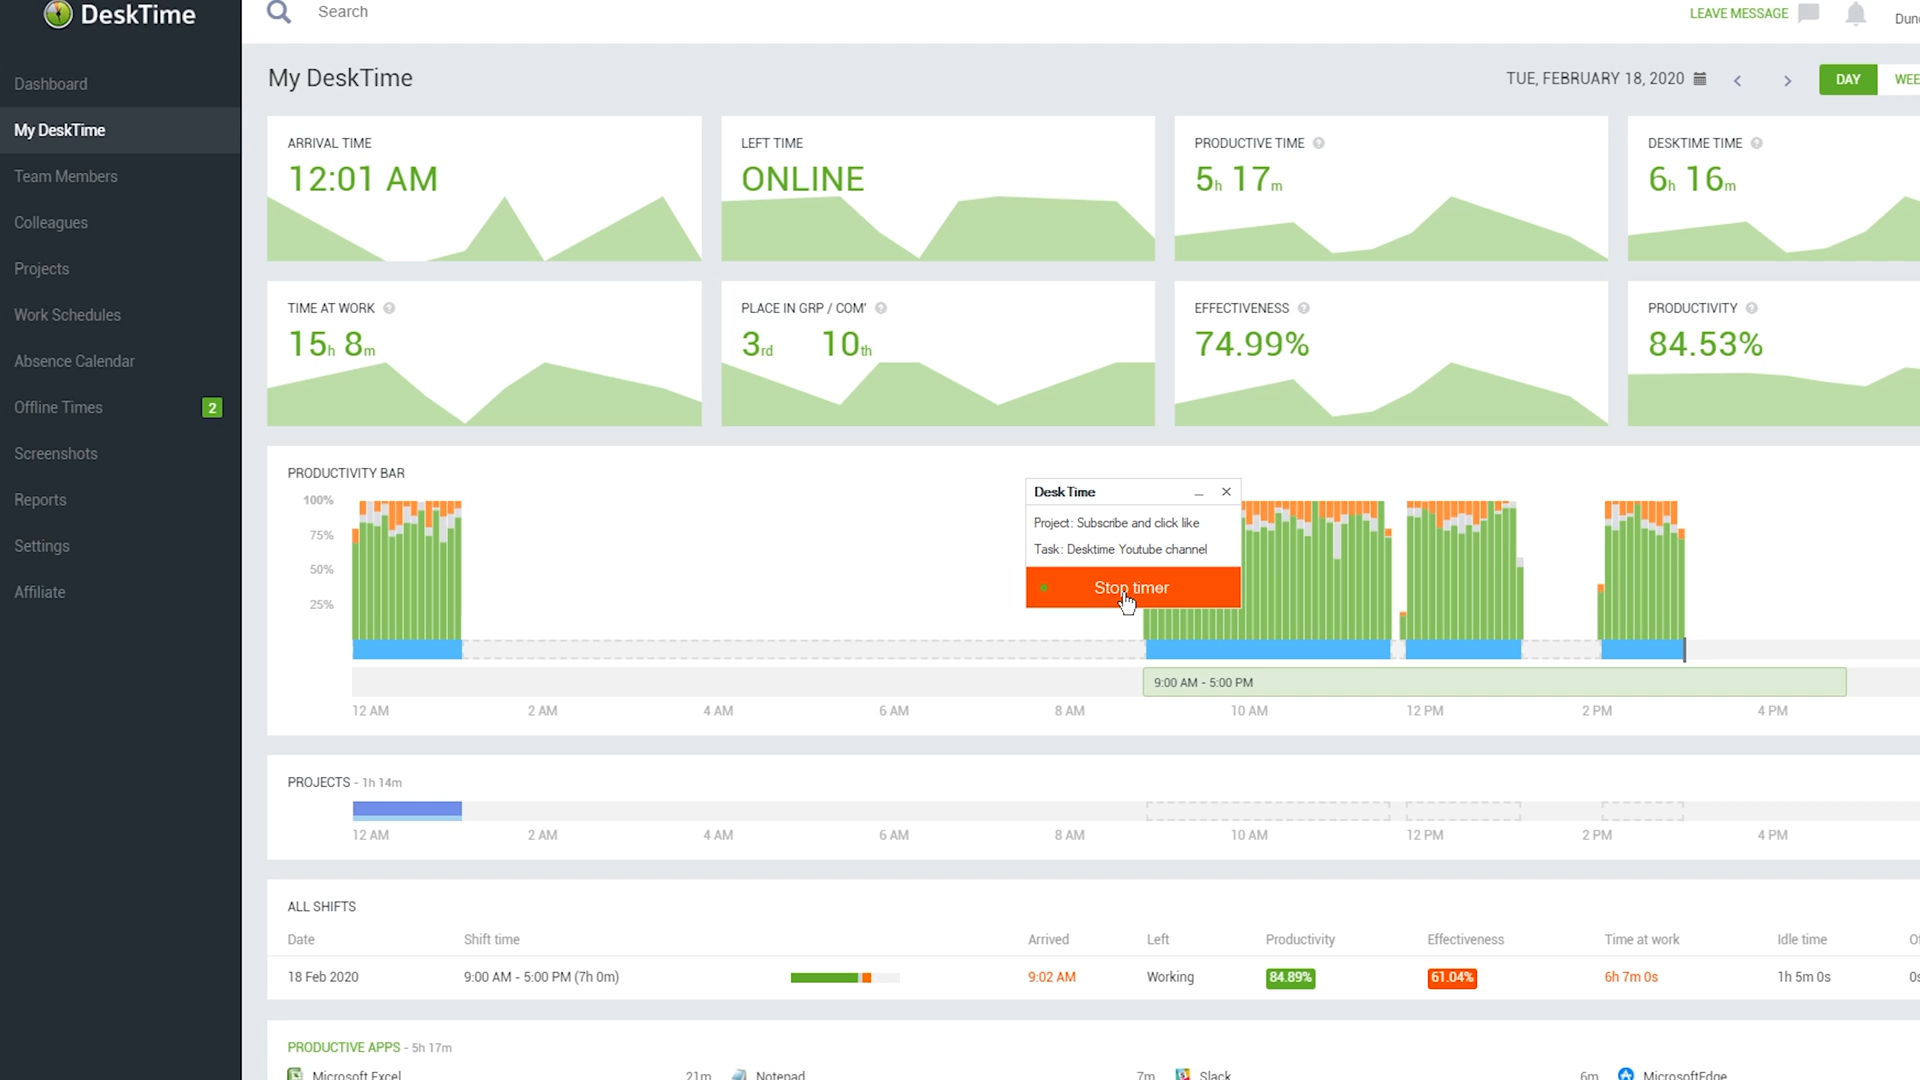 DeskTime
Search
LEAVE MESSAGE
Dashboard
My DeskTime
Team Members
Colleagues
Projects
Work Schedules
Absence Calendar
Offline Times 2
Screenshots
Reports
Settings
Affiliate
My DeskTime
TUE, FEBRUARY 18, 2020
DAY
ARRIVAL TIME
12:01 AM
LEFT TIME
ONLINE
PRODUCTIVE TIME ?
5h 17m
DESKTIME TIME ?
6h 16m
TIME AT WORK ?
15h 8m
PLACE IN GRP / COM' ?
3rd 10th
EFFECTIVENESS ?
74.99%
PRODUCTIVITY ?
84.53%
PRODUCTIVITY BAR
100%
75%
50%
25%
DeskTime
Project: Subscribe and click like
Task: Desktime Youtube channel
Stop timer
9:00 AM - 5:00 PM
12 AM 2 AM 4 AM 6 AM 8 AM 10 AM 12 PM 2 PM 4 PM
PROJECTS - 1h 14m
12 AM 2 AM 4 AM 6 AM 8 AM 10 AM 12 PM 2 PM 4 PM
ALL SHIFTS
Date Shift time Arrived Left Productivity Effectiveness Time at work Idle time
18 Feb 2020 9:00 AM - 5:00 PM (7h 0m) 9:02 AM Working 84.89% 61.04% 6h 7m 0s 1h 5m 0s
PRODUCTIVE APPS - 5h 17m
Microsoft Excel 21m Notepad 7m Slack 6m MicrosoftEdge